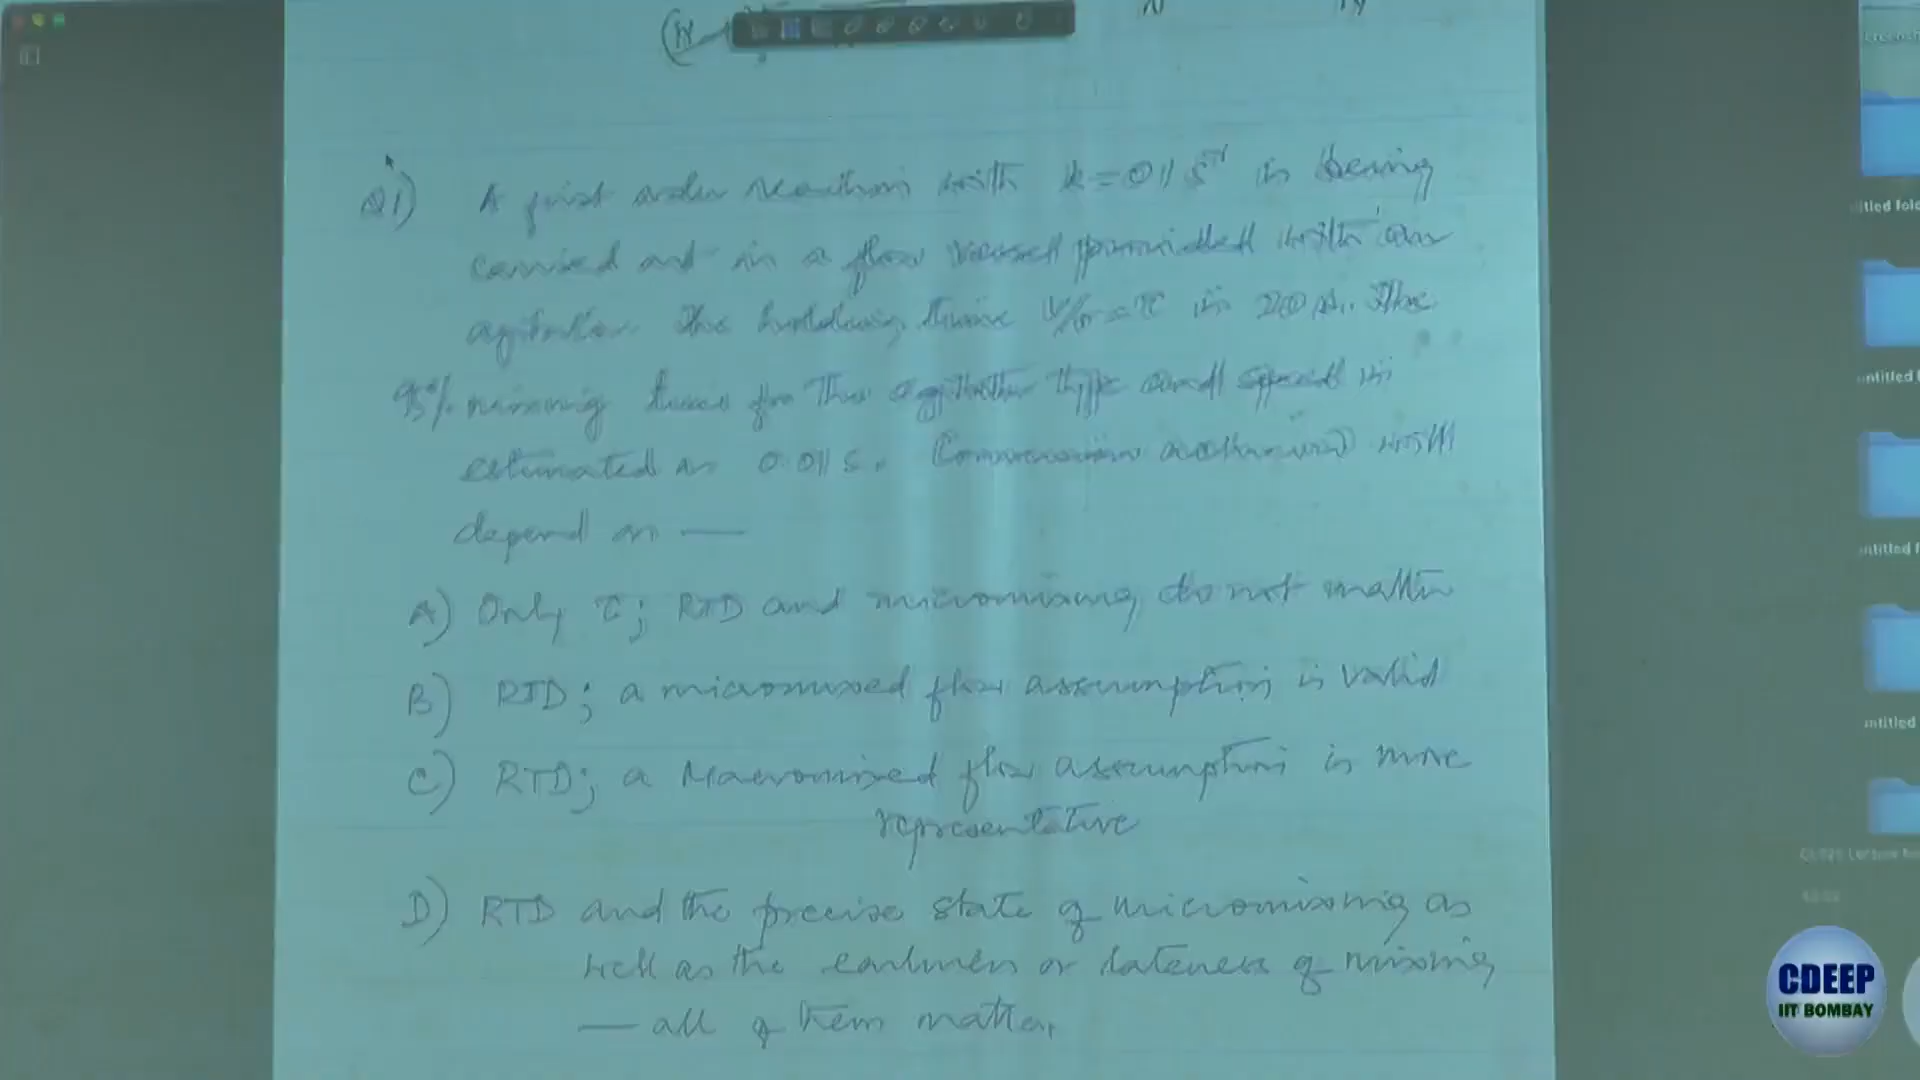 Q1) A first order reaction with k = 0.1 s⁻¹ is being
carried out in a flow vessel provided with an
agitator. The holding time V/v = τ is 20 s. The
95% mixing time for the agitator type and speed is
estimated as 0.01 s. Conversion achieved will
depend on —
A) Only τ; RTD and micromixing do not matter
B) RTD; a micromixed flow assumption is valid
C) RTD; a Macromixed flow assumption is more
representative
D) RTD and the precise state of micromixing as
well as the earliness or lateness of mixing
— all of them matter.
CDEEP
IIT BOMBAY